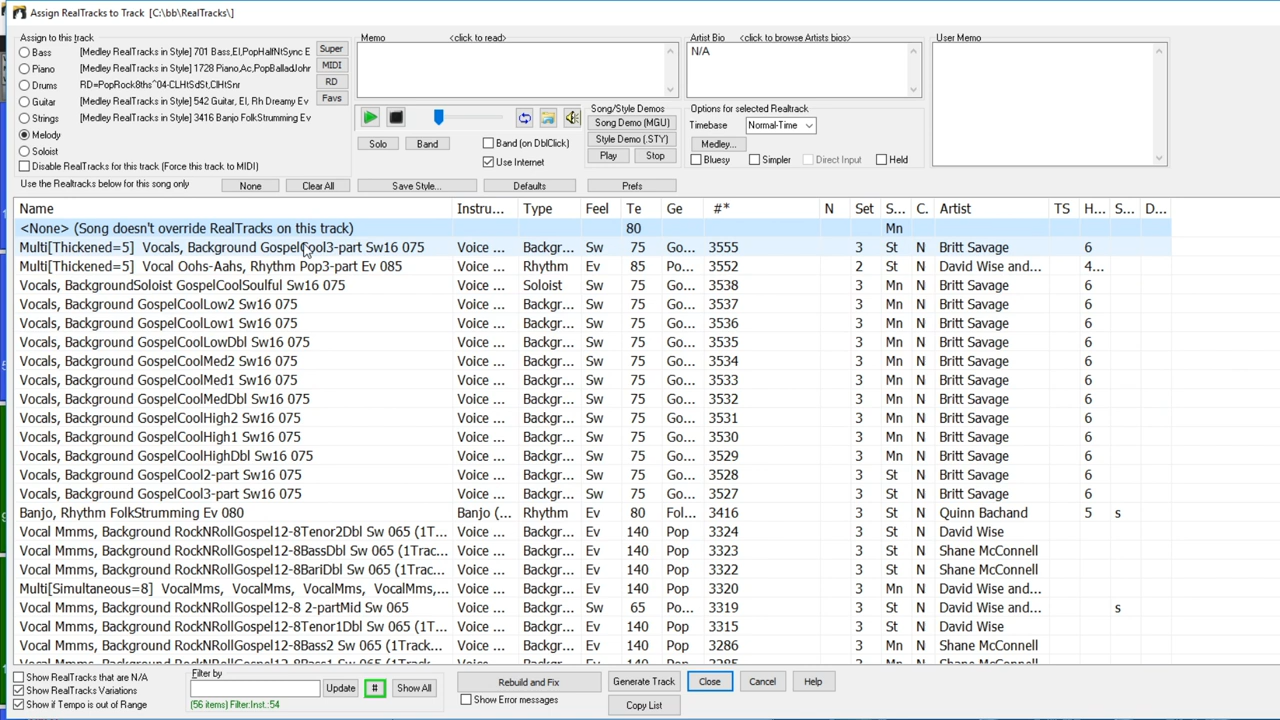 Assign RealTracks to Track [C:\bb\RealTracks\]
Assign to this track
Bass [Medley RealTracks in Style] 701 Bass,El,PopHalfNtSync E
Piano [Medley RealTracks in Style] 1728 Piano,Ac,PopBalladJohr
Drums RD=PopRock8ths^04-CLHtSdSt,ClHtSnr
Guitar [Medley RealTracks in Style] 542 Guitar, El, Rh Dreamy Ev
Strings [Medley RealTracks in Style] 3416 Banjo FolkStrumming Ev
Melody
Soloist
Disable RealTracks for this track (Force this track to MIDI)
Super
MIDI
RD
Favs
Memo <click to read>
Artist Bio <click to browse Artists bios>
N/A
User Memo
Solo Band
Band (on DblClick)
Use Internet
Song/Style Demos
Song Demo (MGU)
Style Demo (.STY)
Play Stop
Options for selected Realtrack
Timebase Normal-Time
Medley...
Bluesy Simpler Direct Input Held
Use the Realtracks below for this song only None Clear All Save Style... Defaults Prefs
Name Instru... Type Feel Te Ge #* N Set S... C. Artist TS H... S... D...
<None> (Song doesn't override RealTracks on this track) 80 Mn
Multi[Thickened=5] Vocals, Background GospelCool3-part Sw16 075 Voice ... Backgr... Sw 75 Go... 3555 3 St N Britt Savage 6
Multi[Thickened=5] Vocal Oohs-Aahs, Rhythm Pop3-part Ev 085 Voice ... Rhythm Ev 85 Po... 3552 2 St N David Wise and... 4...
Vocals, BackgroundSoloist GospelCoolSoulful Sw16 075 Voice ... Soloist Sw 75 Go... 3538 3 Mn N Britt Savage 6
Vocals, Background GospelCoolLow2 Sw16 075 Voice ... Backgr... Sw 75 Go... 3537 3 Mn N Britt Savage 6
Vocals, Background GospelCoolLow1 Sw16 075 Voice ... Backgr... Sw 75 Go... 3536 3 Mn N Britt Savage 6
Vocals, Background GospelCoolLowDbl Sw16 075 Voice ... Backgr... Sw 75 Go... 3535 3 St N Britt Savage 6
Vocals, Background GospelCoolMed2 Sw16 075 Voice ... Backgr... Sw 75 Go... 3534 3 Mn N Britt Savage 6
Vocals, Background GospelCoolMed1 Sw16 075 Voice ... Backgr... Sw 75 Go... 3533 3 Mn N Britt Savage 6
Vocals, Background GospelCoolMedDbl Sw16 075 Voice ... Backgr... Sw 75 Go... 3532 3 St N Britt Savage 6
Vocals, Background GospelCoolHigh2 Sw16 075 Voice ... Backgr... Sw 75 Go... 3531 3 Mn N Britt Savage 6
Vocals, Background GospelCoolHigh1 Sw16 075 Voice ... Backgr... Sw 75 Go... 3530 3 Mn N Britt Savage 6
Vocals, Background GospelCoolHighDbl Sw16 075 Voice ... Backgr... Sw 75 Go... 3529 3 Mn N Britt Savage 6
Vocals, Background GospelCool2-part Sw16 075 Voice ... Backgr... Sw 75 Go... 3528 3 St N Britt Savage 6
Vocals, Background GospelCool3-part Sw16 075 Voice ... Backgr... Sw 75 Go... 3527 3 St N Britt Savage 6
Banjo, Rhythm FolkStrumming Ev 080 Banjo (... Rhythm Ev 80 Fol... 3416 3 St N Quinn Bachand 5 s
Vocal Mmms, Background RockNRollGospel12-8Tenor2Dbl Sw 065 (1T... Voice ... Backgr... Ev 140 Pop 3324 3 St N David Wise
Vocal Mmms, Background RockNRollGospel12-8BassDbl Sw 065 (1Trac... Voice ... Backgr... Ev 140 Pop 3323 3 St N Shane McConnell
Vocal Mmms, Background RockNRollGospel12-8BariDbl Sw 065 (1Trac... Voice ... Backgr... Ev 140 Pop 3322 3 St N Shane McConnell
Multi[Simultaneous=8] VocalMms, VocalMms, VocalMms, VocalMms,... Voice ... Backgr... Ev 140 Pop 3320 3 Mn N David Wise and...
Vocal Mmms, Background RockNRollGospel12-8 2-partMid Sw 065 Voice ... Backgr... Sw 65 Po... 3319 3 St N David Wise and... s
Vocal Mmms, Background RockNRollGospel12-8Tenor1Dbl Sw 065 (1T... Voice ... Backgr... Ev 140 Pop 3315 3 St N David Wise
Vocal Mmms, Background RockNRollGospel12-8Bass2 Sw 065 (1Track... Voice ... Backgr... Ev 140 Pop 3286 3 Mn N Shane McConnell
Show RealTracks that are N/A
Show RealTracks Variations
Show if Tempo is out of Range
Filter by
Update # Show All
(56 items) Filter:Inst.:54
Rebuild and Fix Generate Track Close Cancel Help
Show Error messages Copy List